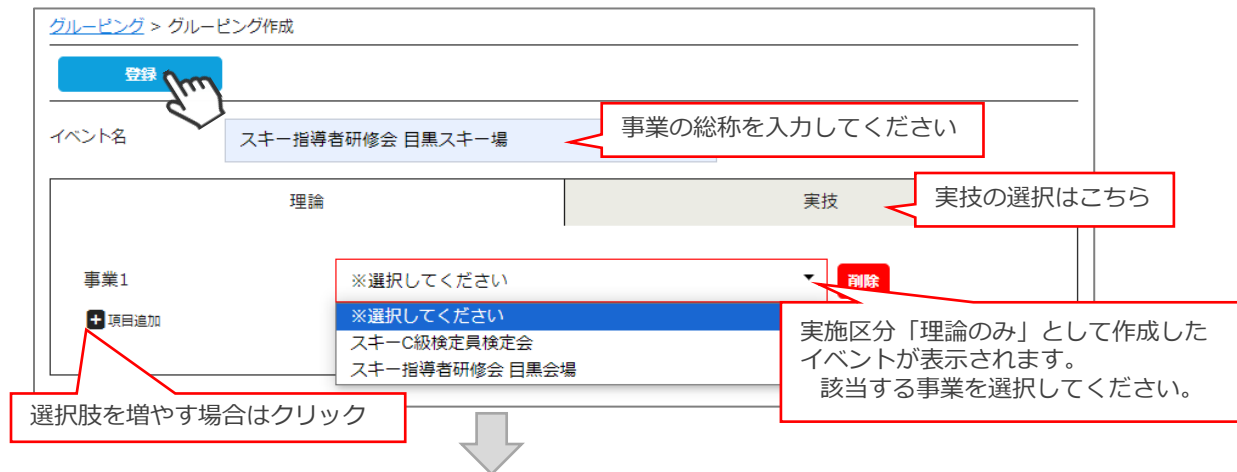 グルーピング > グルーピング作成
登録
イベント名
スキー指導者研修会 目黒スキー場
事業の総称を入力してください
理論
実技
実技の選択はこちら
事業1
※選択してください
削除
項目追加
※選択してください
スキーC級検定員検定会
スキー指導者研修会 目黒会場
実施区分「理論のみ」として作成した
イベントが表示されます。
該当する事業を選択してください。
選択肢を増やす場合はクリック